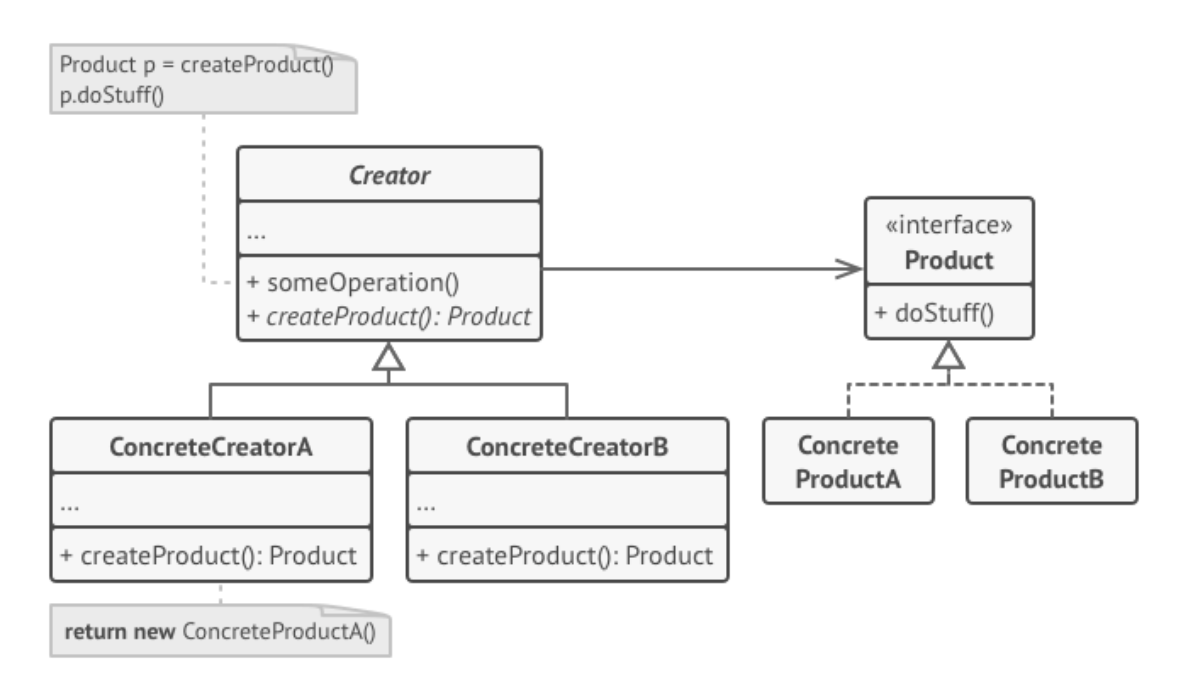 Product p = createProduct()
p.doStuff()
Creator
...
+ someOperation()
+ createProduct(): Product
«interface»
Product
+ doStuff()
ConcreteCreatorA
...
+ createProduct(): Product
ConcreteCreatorB
...
+ createProduct(): Product
Concrete
ProductA
Concrete
ProductB
return new ConcreteProductA()